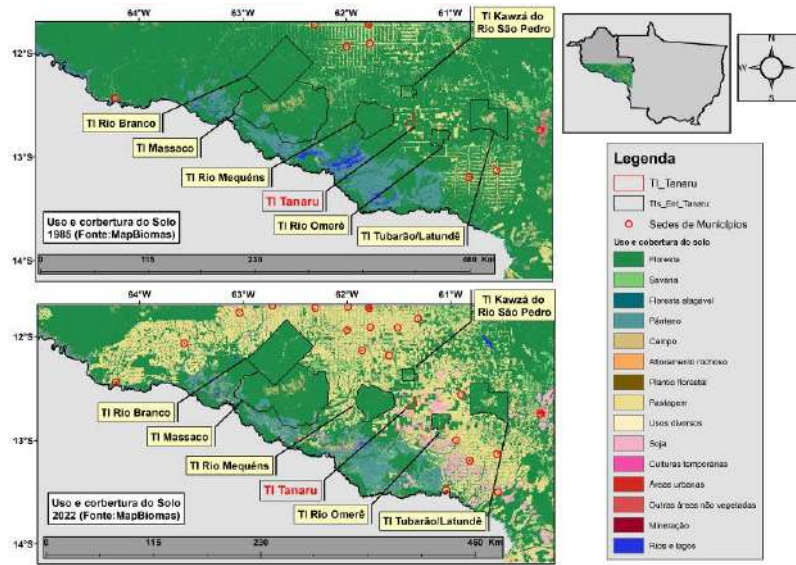 62°W 62°W 61°W
63°W
TI Kawzá do
Rio São Pedro
12°S
TI Rio Branco
TI Massaco
13°S
TI Rio Mequéns
TI Tanaru
TI Rio Omerê
TI Tubarão/Latundê
Uso e corbertura do Solo
1985 (Fonte:MapBiomas)
14°S
0 115 230 460 Km
64°W 63°W 62°W 61°W
TI Kawzá do
Rio São Pedro
12°S
TI Rio Branco
TI Massaco
13°S
TI Rio Mequéns
TI Tanaru
TI Rio Omerê
TI Tubarão/Latundê
Uso e corbertura do Solo
2022 (Fonte:MapBiomas)
14°S
0 115 230 460 Km
N
W E
S
Legenda
TI_Tanaru
TIs_Ent_Tanaru
Sedes de Municípios
Uso e cobertura do solo
Floresta
Savana
Floresta alagável
Pântano
Campo
Afloramento rochoso
Plantio florestal
Pastagem
Usos diversos
Soja
Culturas temporárias
Áreas urbanas
Outras áreas não vegetadas
Mineração
Rios e lagos